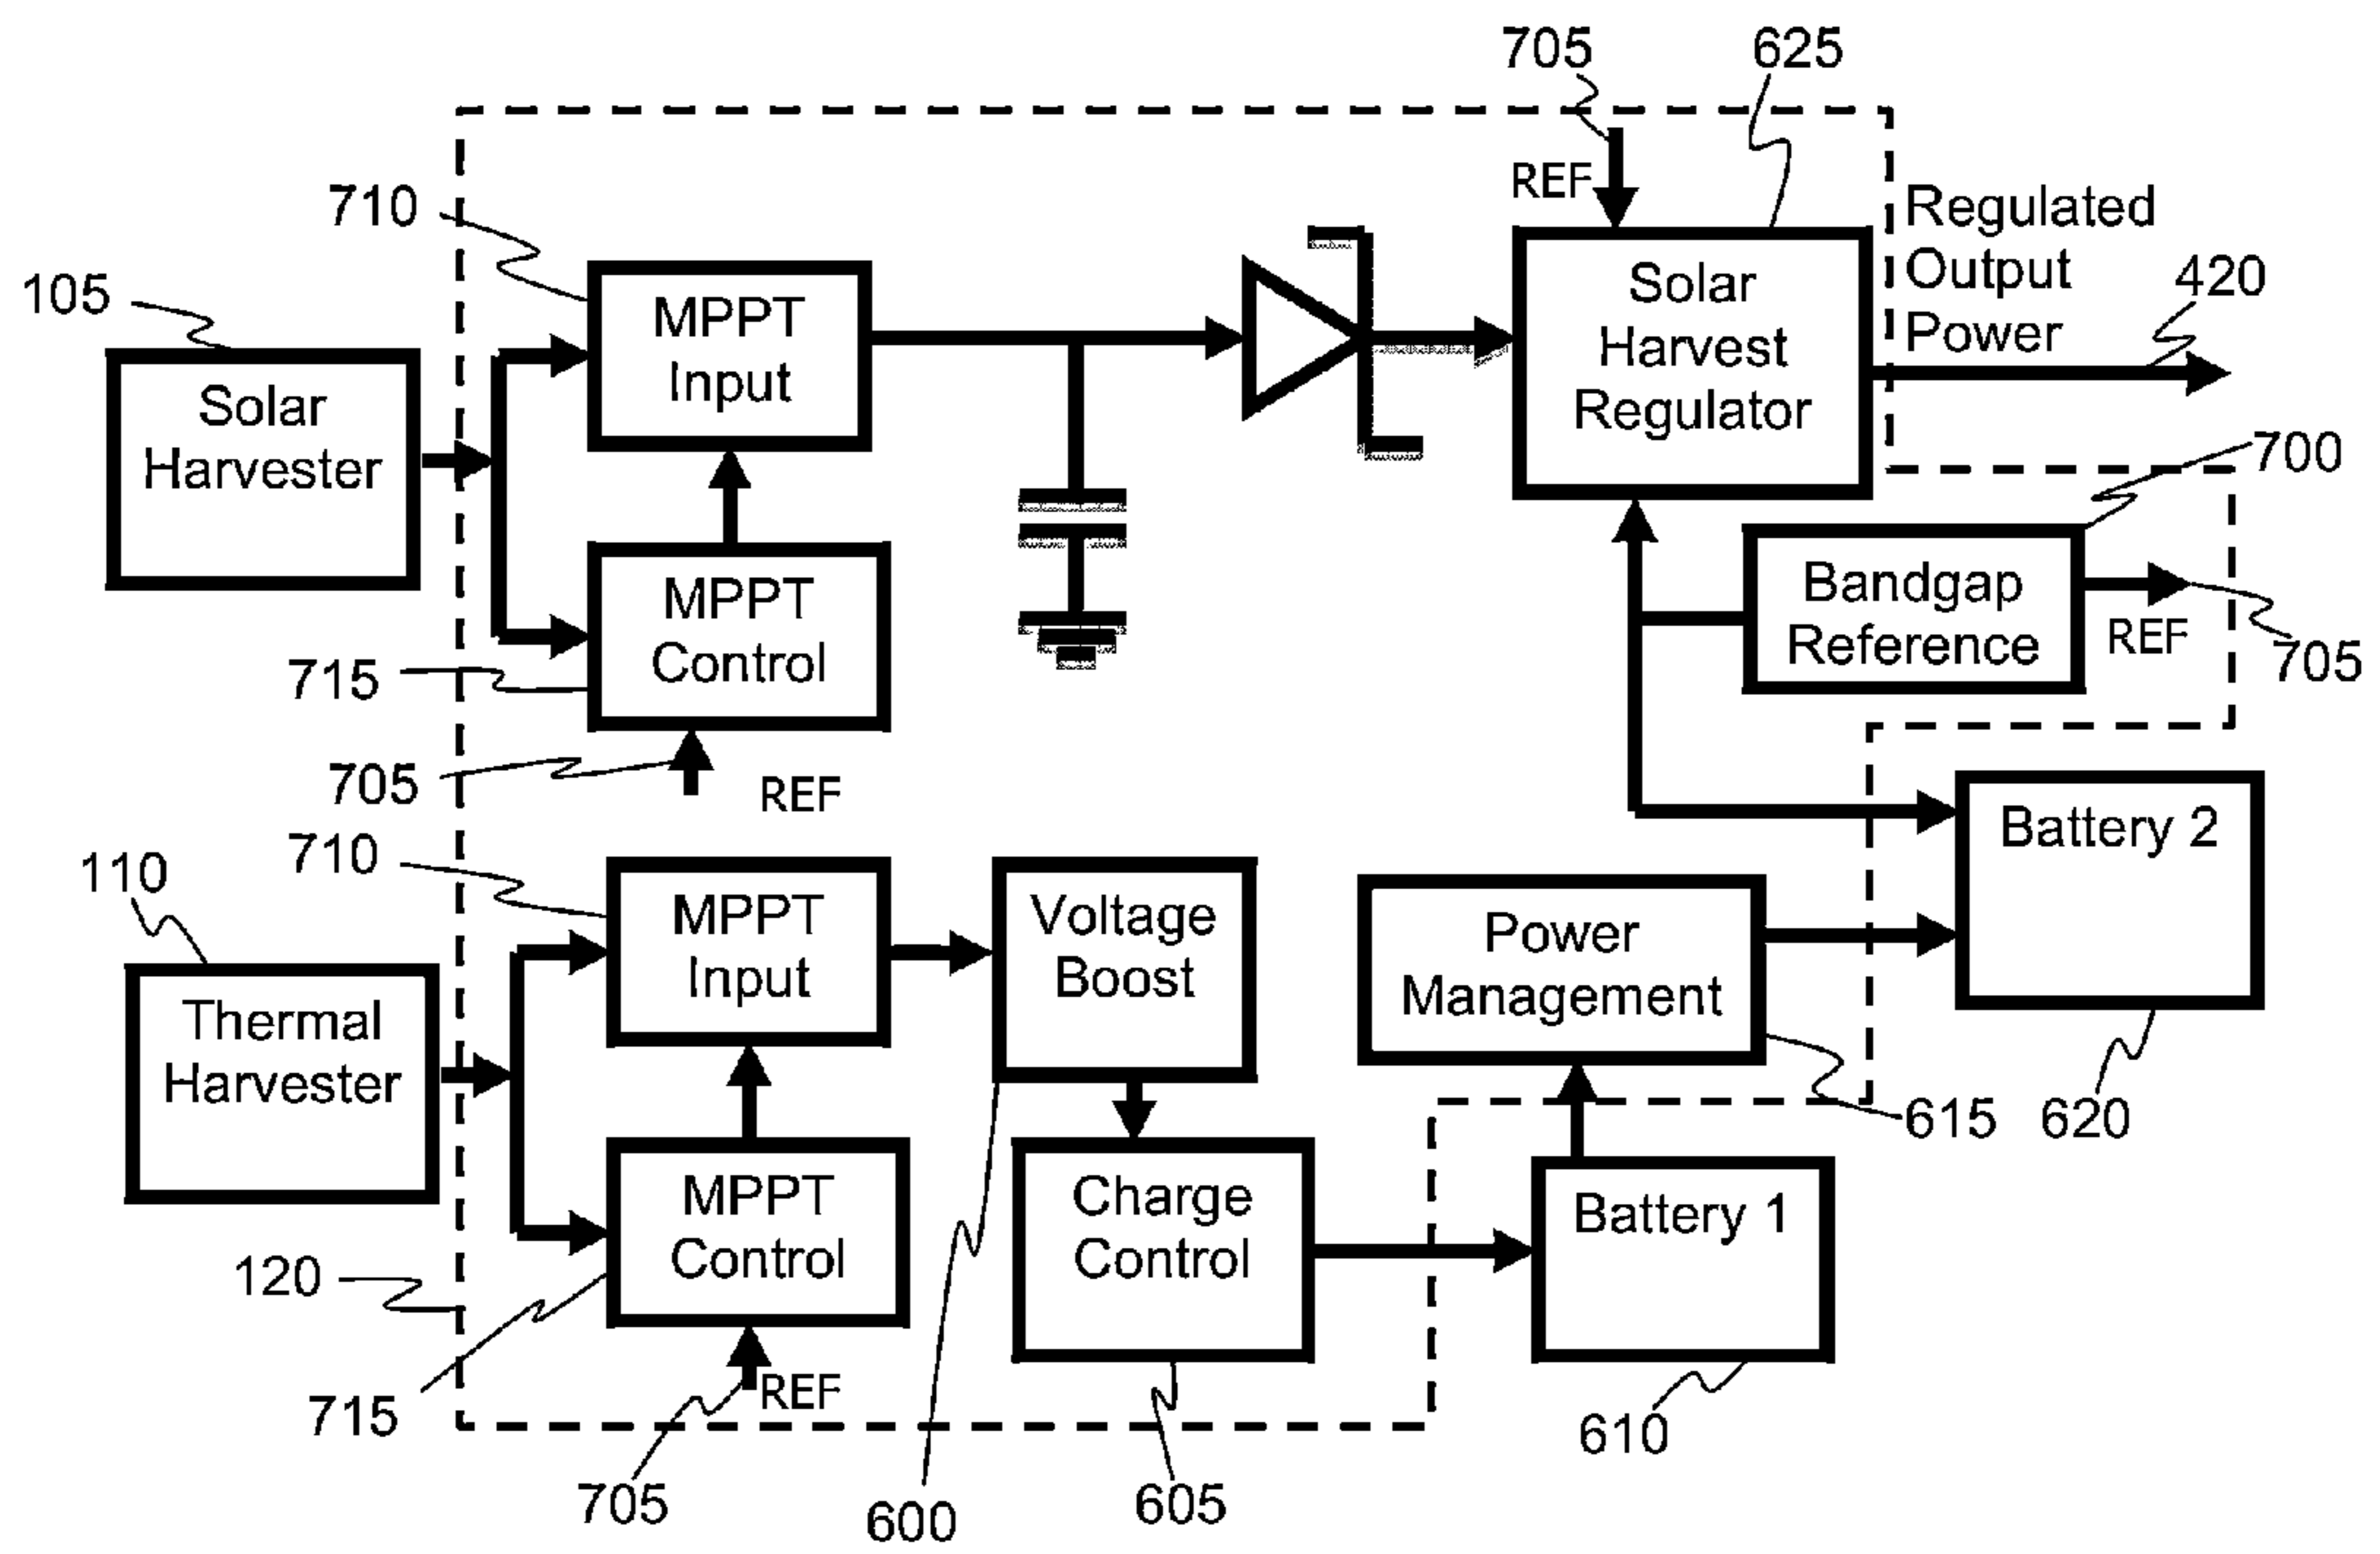 705
625
REF
710
Regulated
Output
Power
420
105
MPPT
Input
Solar
Harvest
Regulator
Solar
Harvester
700
MPPT
Control
Bandgap
Reference
REF
705
715
705
REF
710
Battery 2
110
MPPT
Input
Voltage
Boost
Power
Management
Thermal
Harvester
615
620
MPPT
Control
Charge
Control
Battery 1
120
715
REF
705
600
605
610